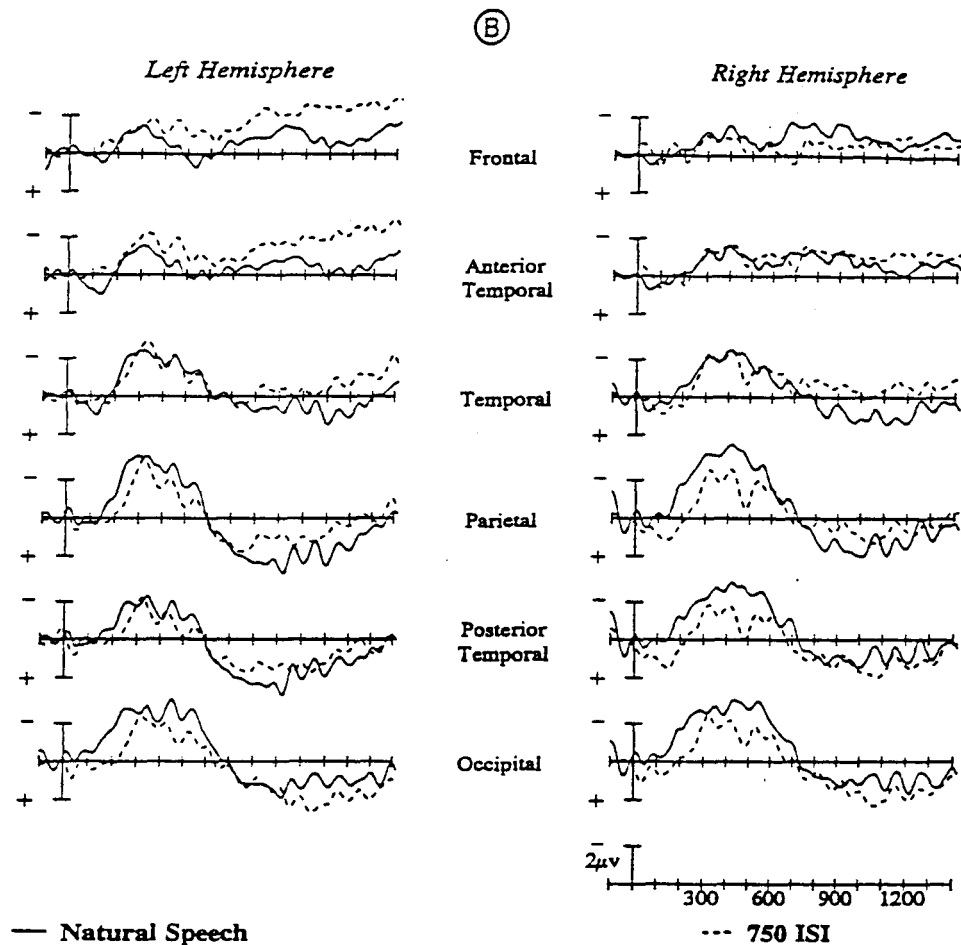 B
Left Hemisphere
Right Hemisphere
−
+
Frontal
−
+
−
+
Anterior
Temporal
−
+
−
+
Temporal
−
+
−
+
Parietal
−
+
−
+
Posterior
Temporal
−
+
−
+
Occipital
−
+
−
2μv
300 600 900 1200
— Natural Speech
--- 750 ISI